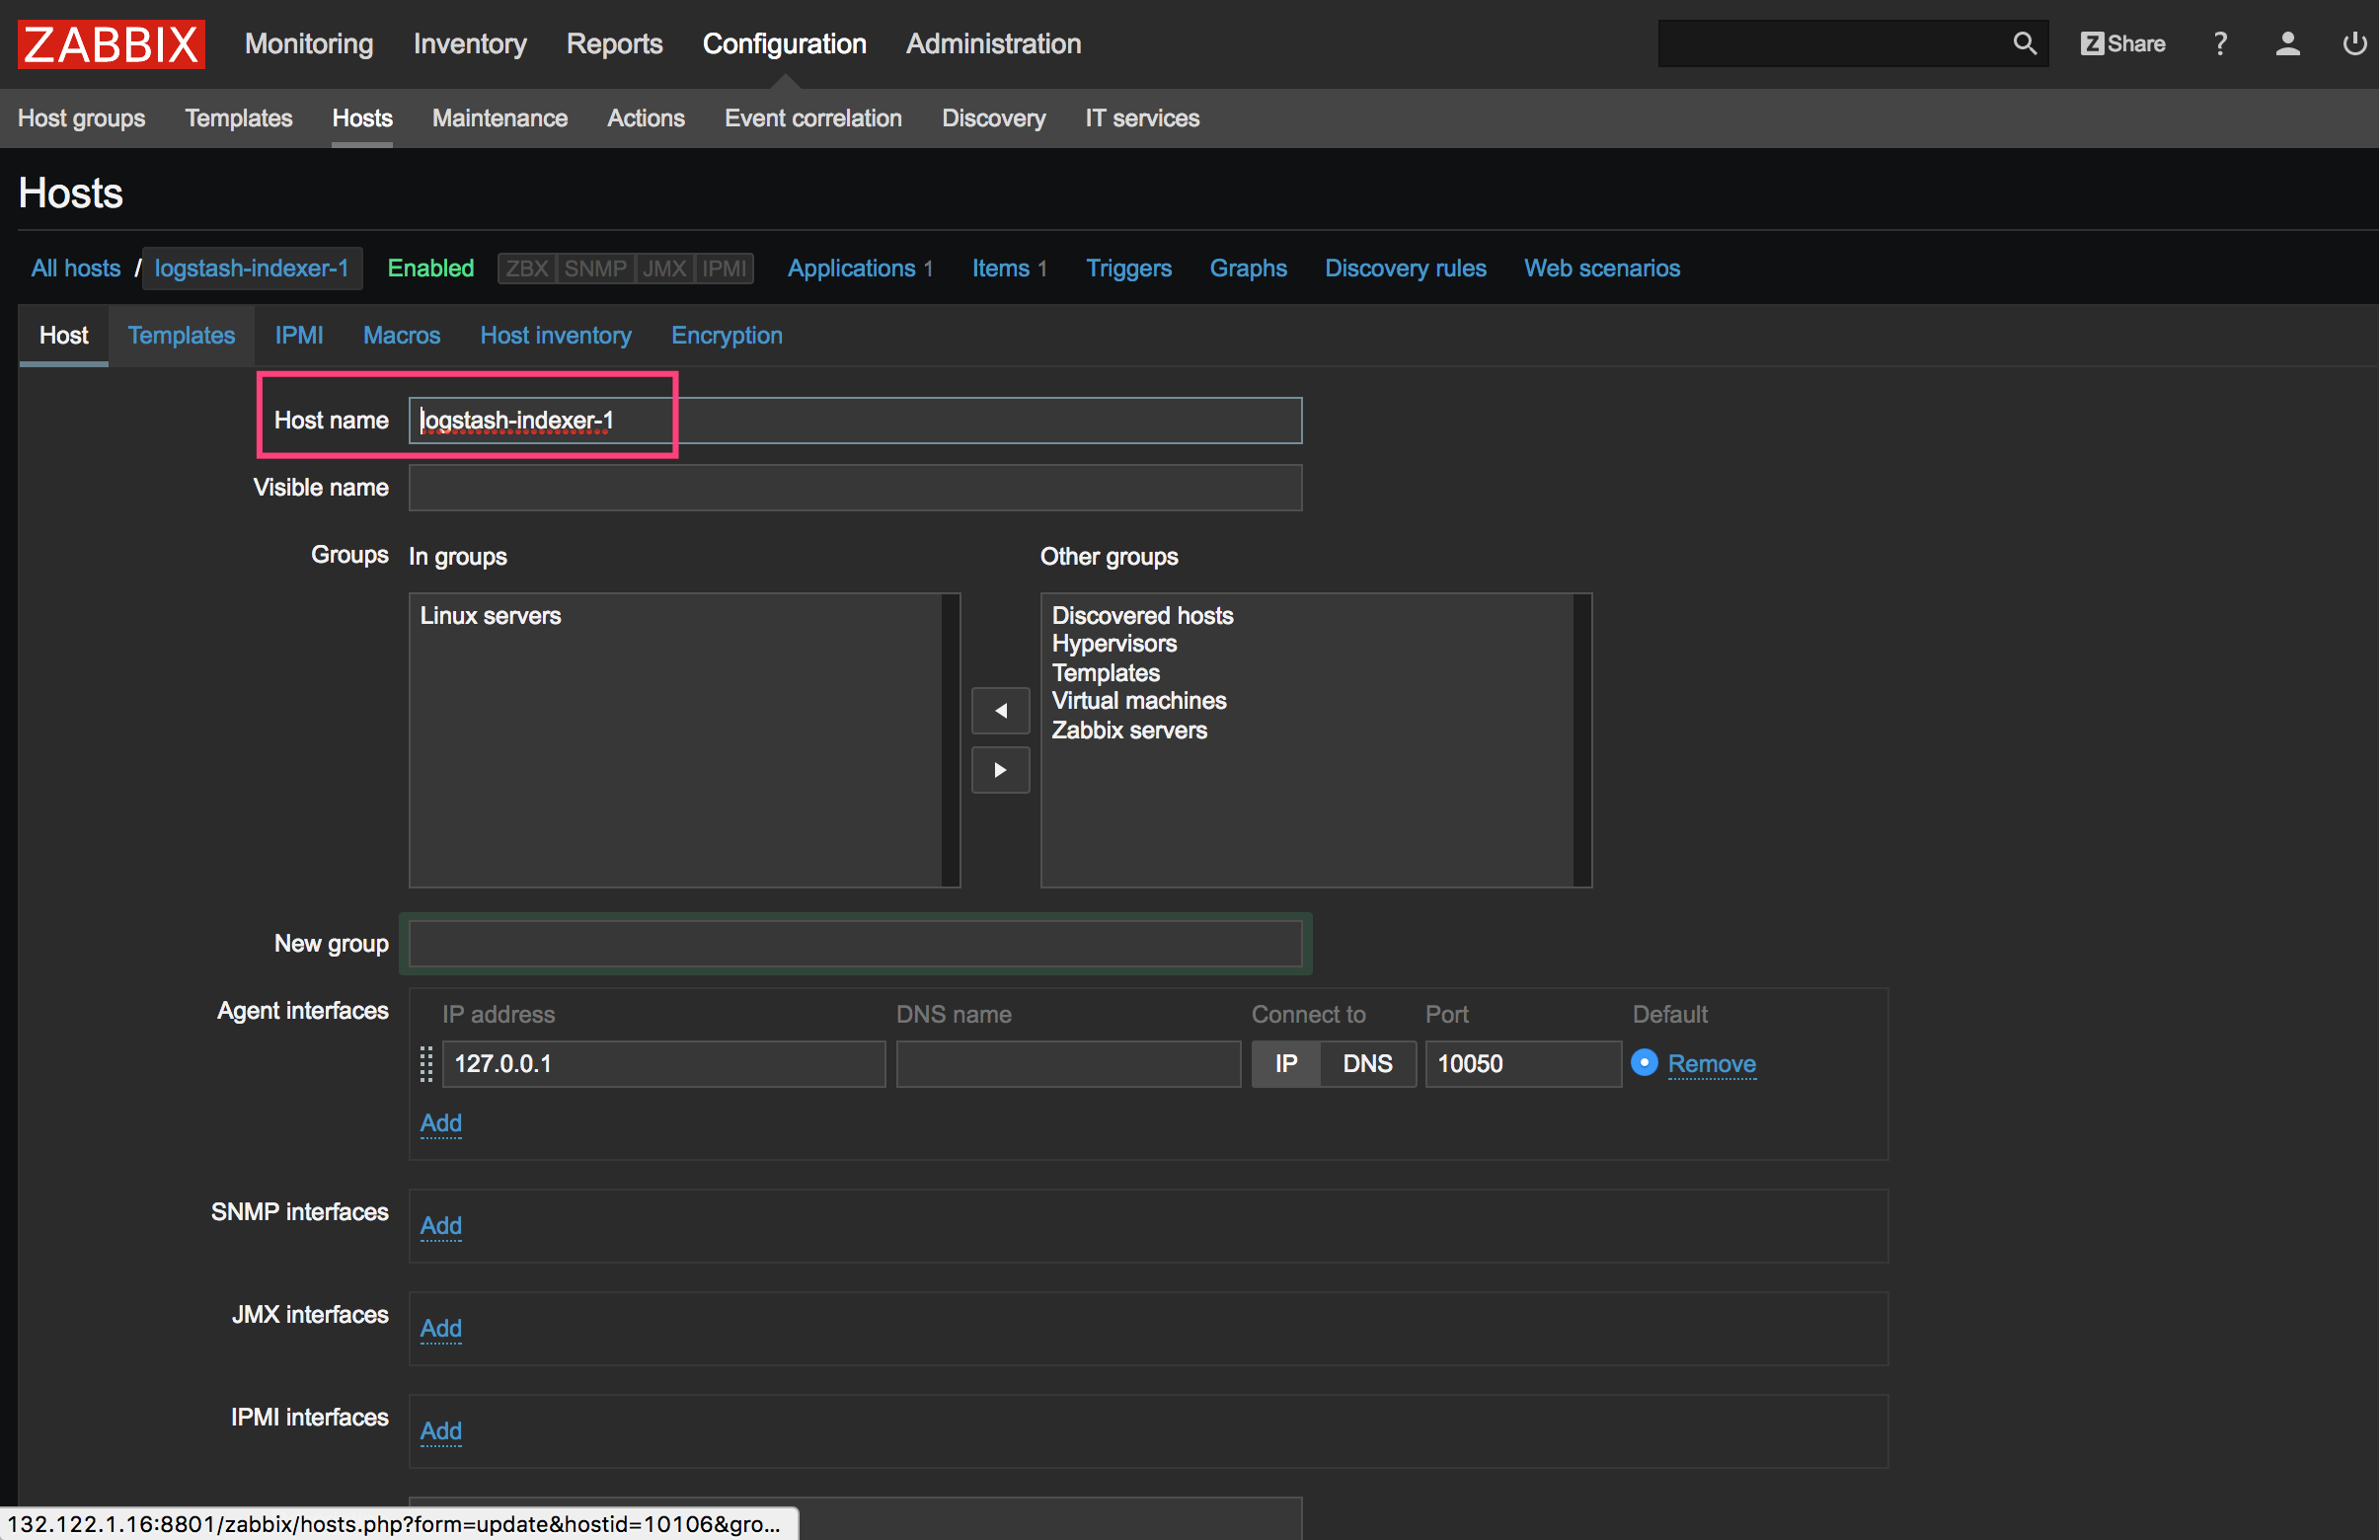 ZABBIX Monitoring Inventory Reports Configuration Administration Z Share ?
Host groups Templates Hosts Maintenance Actions Event correlation Discovery IT services
Hosts
All hosts / logstash-indexer-1 Enabled ZBX SNMP JMX IPMI Applications 1 Items 1 Triggers Graphs Discovery rules Web scenarios
Host Templates IPMI Macros Host inventory Encryption
Host name logstash-indexer-1
Visible name
Groups In groups Other groups
Linux servers Discovered hosts
Hypervisors
Templates
Virtual machines
Zabbix servers
New group
Agent interfaces IP address DNS name Connect to Port Default
127.0.0.1 IP DNS 10050 Remove
Add
SNMP interfaces Add
JMX interfaces Add
IPMI interfaces Add
132.122.1.16:8801/zabbix/hosts.php?form=update&hostid=10106&gro...